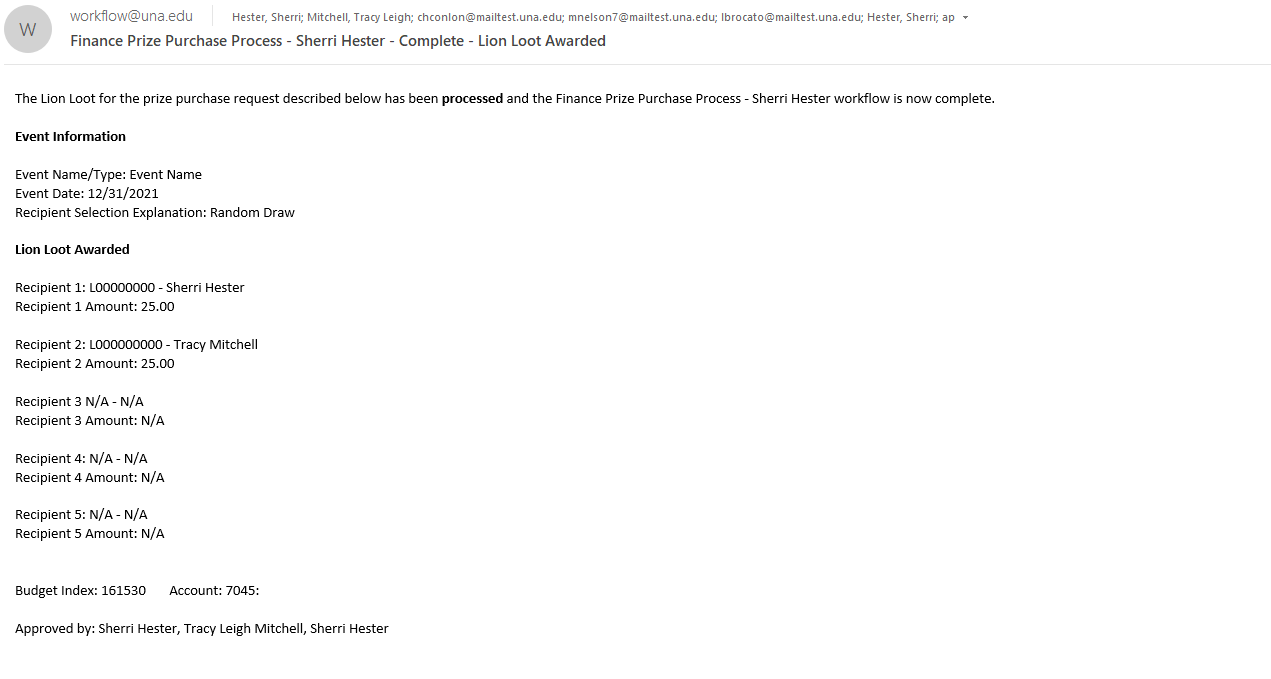 W
workflow@una.edu
Hester, Sherri; Mitchell, Tracy Leigh; chconlon@mailtest.una.edu; mnelson7@mailtest.una.edu; lbrocato@mailtest.una.edu; Hester, Sherri; ap
Finance Prize Purchase Process - Sherri Hester - Complete - Lion Loot Awarded
The Lion Loot for the prize purchase request described below has been processed and the Finance Prize Purchase Process - Sherri Hester workflow is now complete.
Event Information
Event Name/Type: Event Name
Event Date: 12/31/2021
Recipient Selection Explanation: Random Draw
Lion Loot Awarded
Recipient 1: L00000000 - Sherri Hester
Recipient 1 Amount: 25.00
Recipient 2: L000000000 - Tracy Mitchell
Recipient 2 Amount: 25.00
Recipient 3 N/A - N/A
Recipient 3 Amount: N/A
Recipient 4: N/A - N/A
Recipient 4 Amount: N/A
Recipient 5: N/A - N/A
Recipient 5 Amount: N/A
Budget Index: 161530 Account: 7045:
Approved by: Sherri Hester, Tracy Leigh Mitchell, Sherri Hester